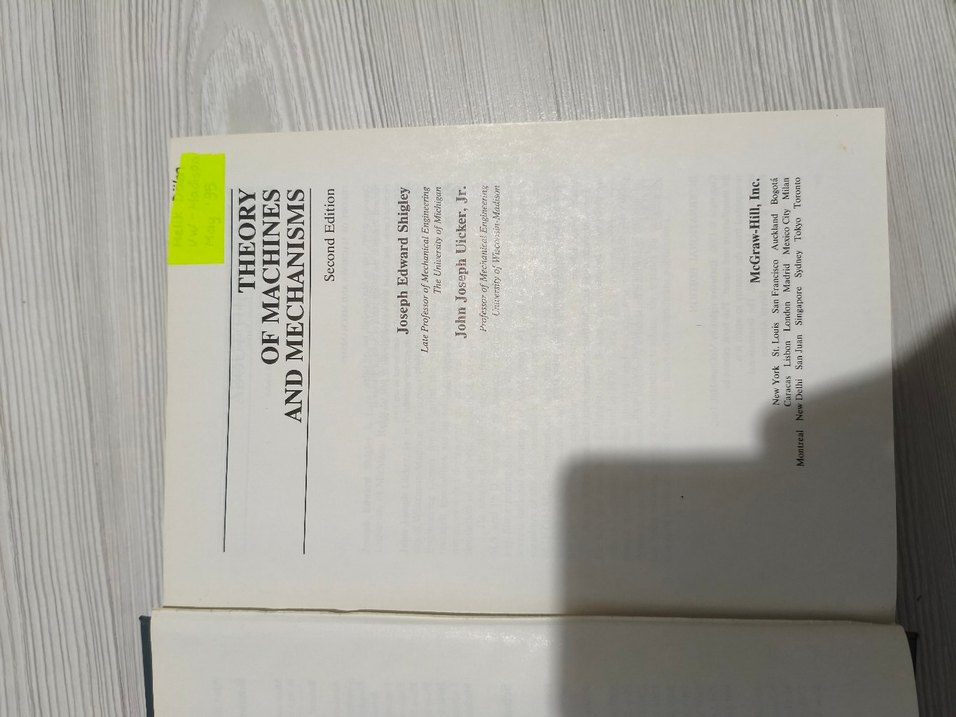 THEORY
OF MACHINES
AND MECHANISMS
Second Edition
Joseph Edward Shigley
Late Professor of Mechanical Engineering
The University of Michigan
John Joseph Uicker, Jr.
Professor of Mechanical Engineering
University of Wisconsin-Madison
McGraw-Hill, Inc.
New York St. Louis San Francisco Auckland Bogotá
Caracas Lisbon London Madrid Mexico City Milan
Montreal New Delhi San Juan Singapore Sydney Tokyo Toronto